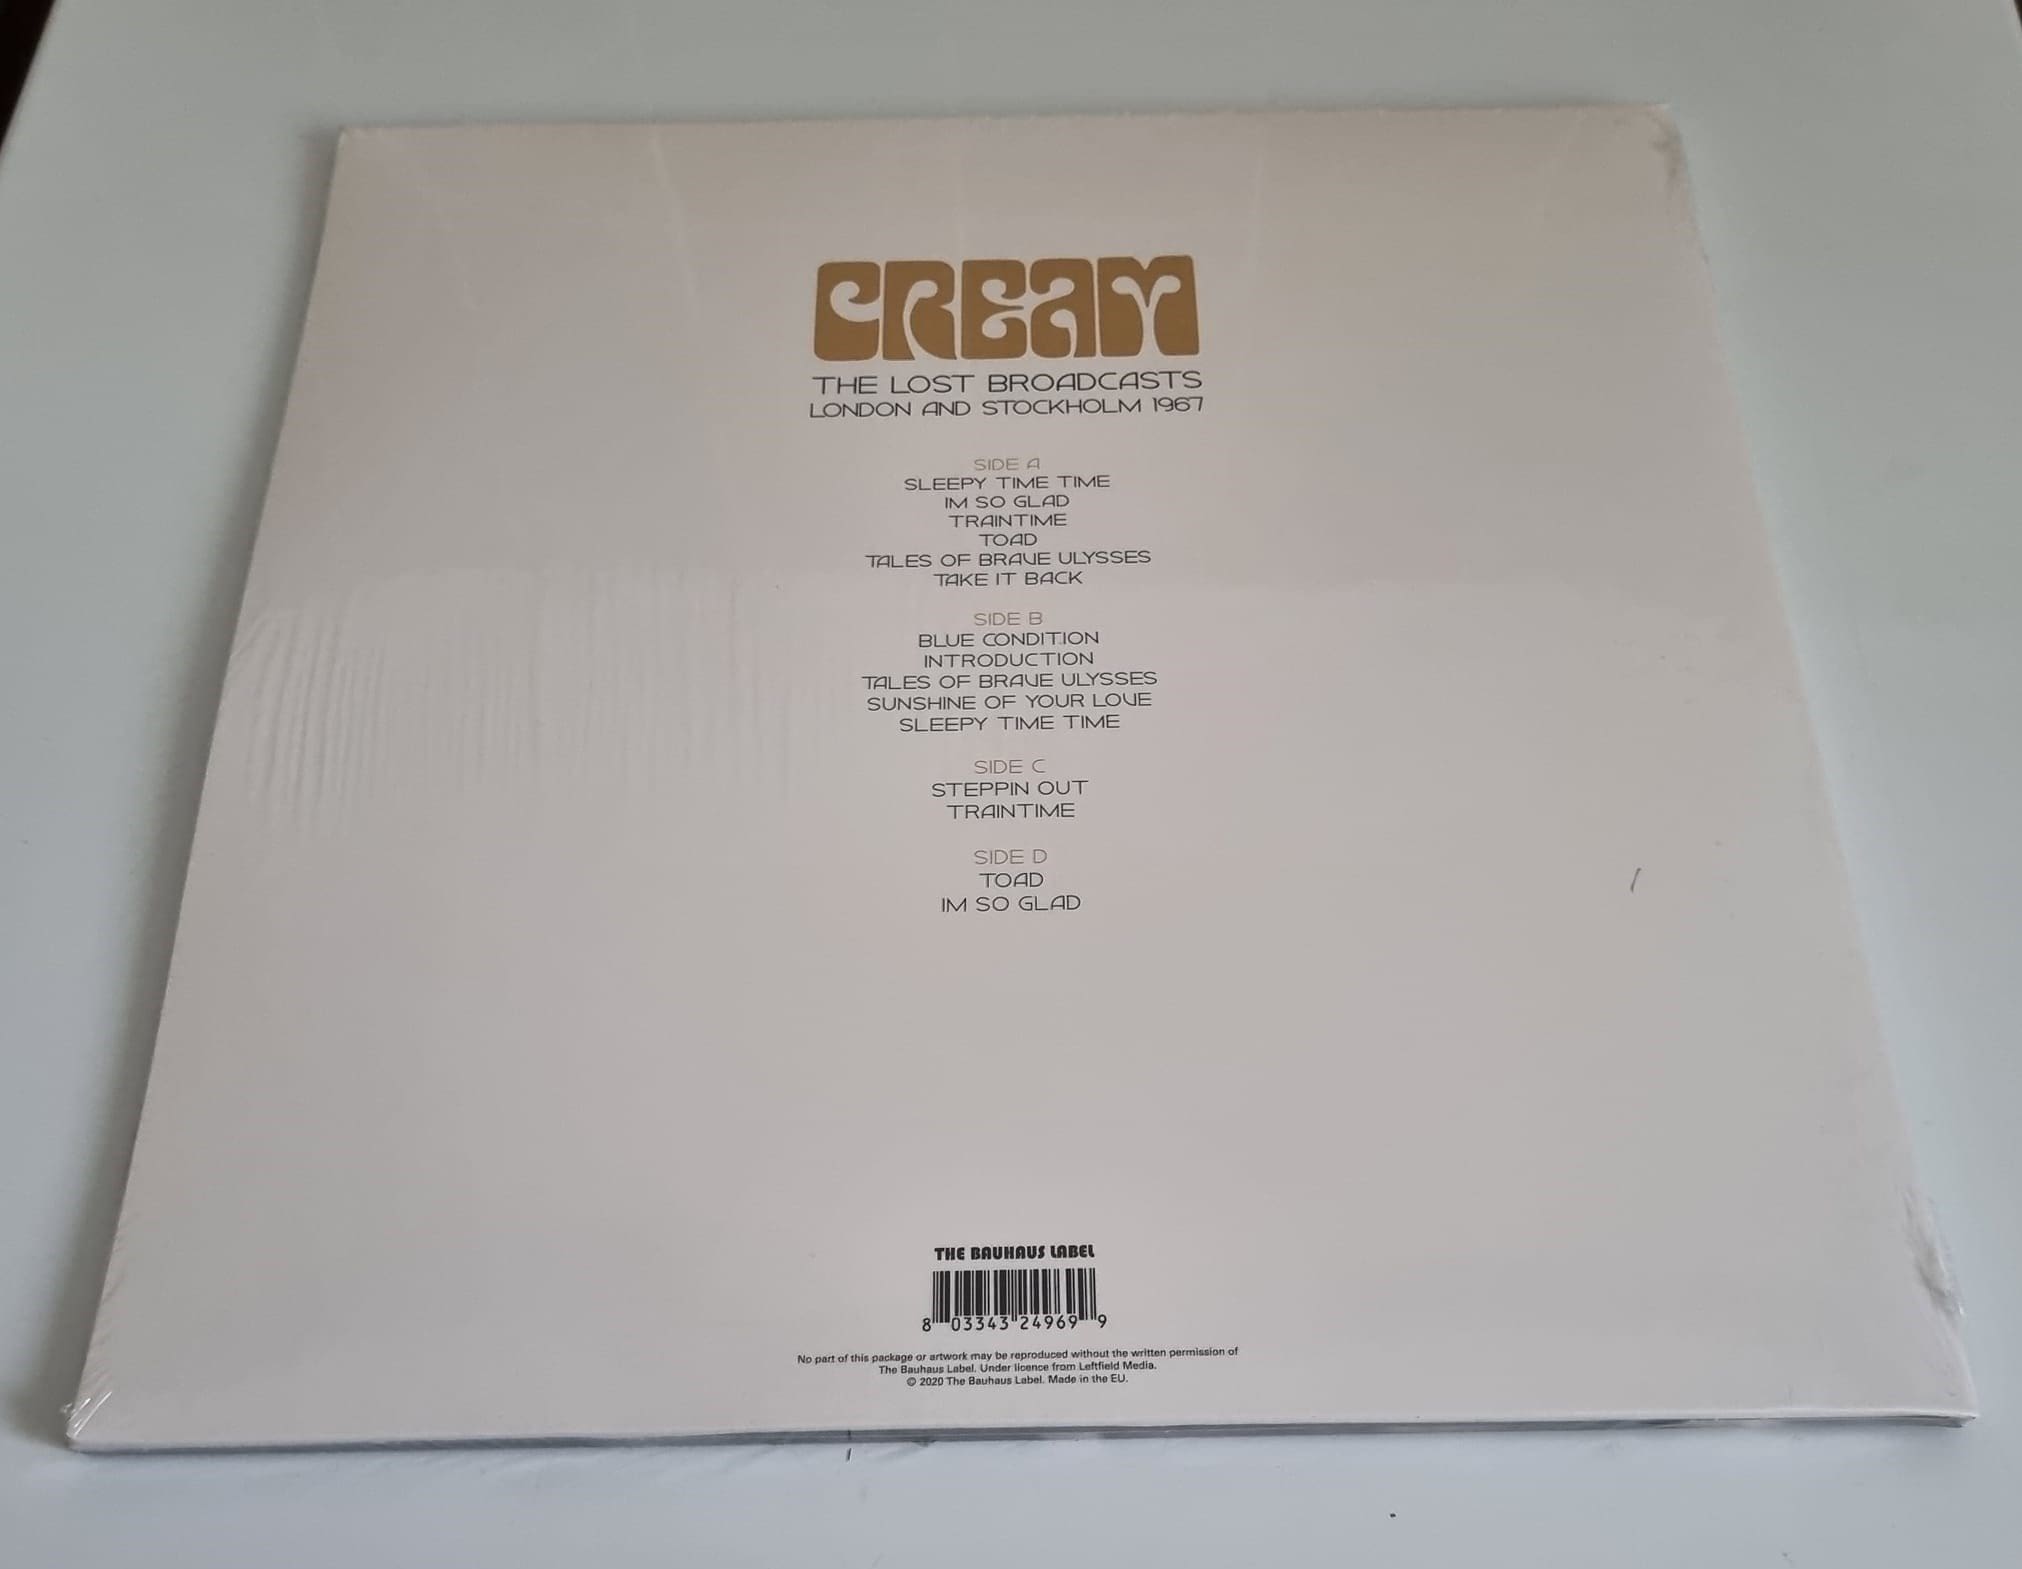 CREAM
THE LOST BROADCASTS
LONDON AND STOCKHOLM 1967
SIDE A
SLEEPY TIME TIME
IM SO GLAD
TRAINTIME
TOAD
TALES OF BRAVE ULYSSES
TAKE IT BACK
SIDE B
BLUE CONDITION
INTRODUCTION
TALES OF BRAVE ULYSSES
SUNSHINE OF YOUR LOVE
SLEEPY TIME TIME
SIDE C
STEPPIN OUT
TRAINTIME
SIDE D
TOAD
IM SO GLAD
THE BAUHAUS LABEL
8 03343 24969 9
No part of this package or artwork may be reproduced without the written permission of
The Bauhaus Label. Under licence from Leftfield Media.
© 2020 The Bauhaus Label. Made in the EU.